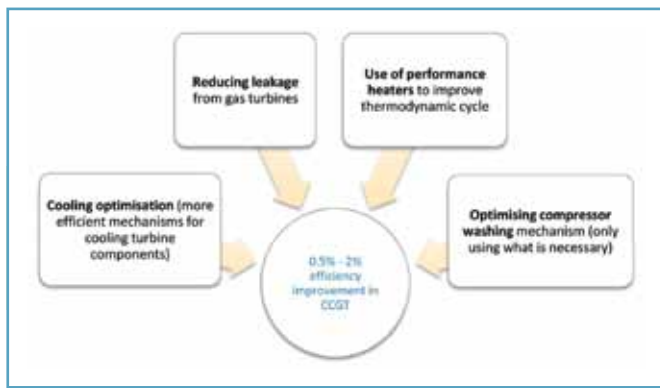 Reducing leakage
from gas turbines
Use of performance
heaters to improve
thermodynamic cycle
Cooling optimisation (more
efficient mechanisms for
cooling turbine
components)
Optimising compressor
washing mechanism (only
using what is necessary)
0.5% - 2%
efficiency
improvement in
CCGT